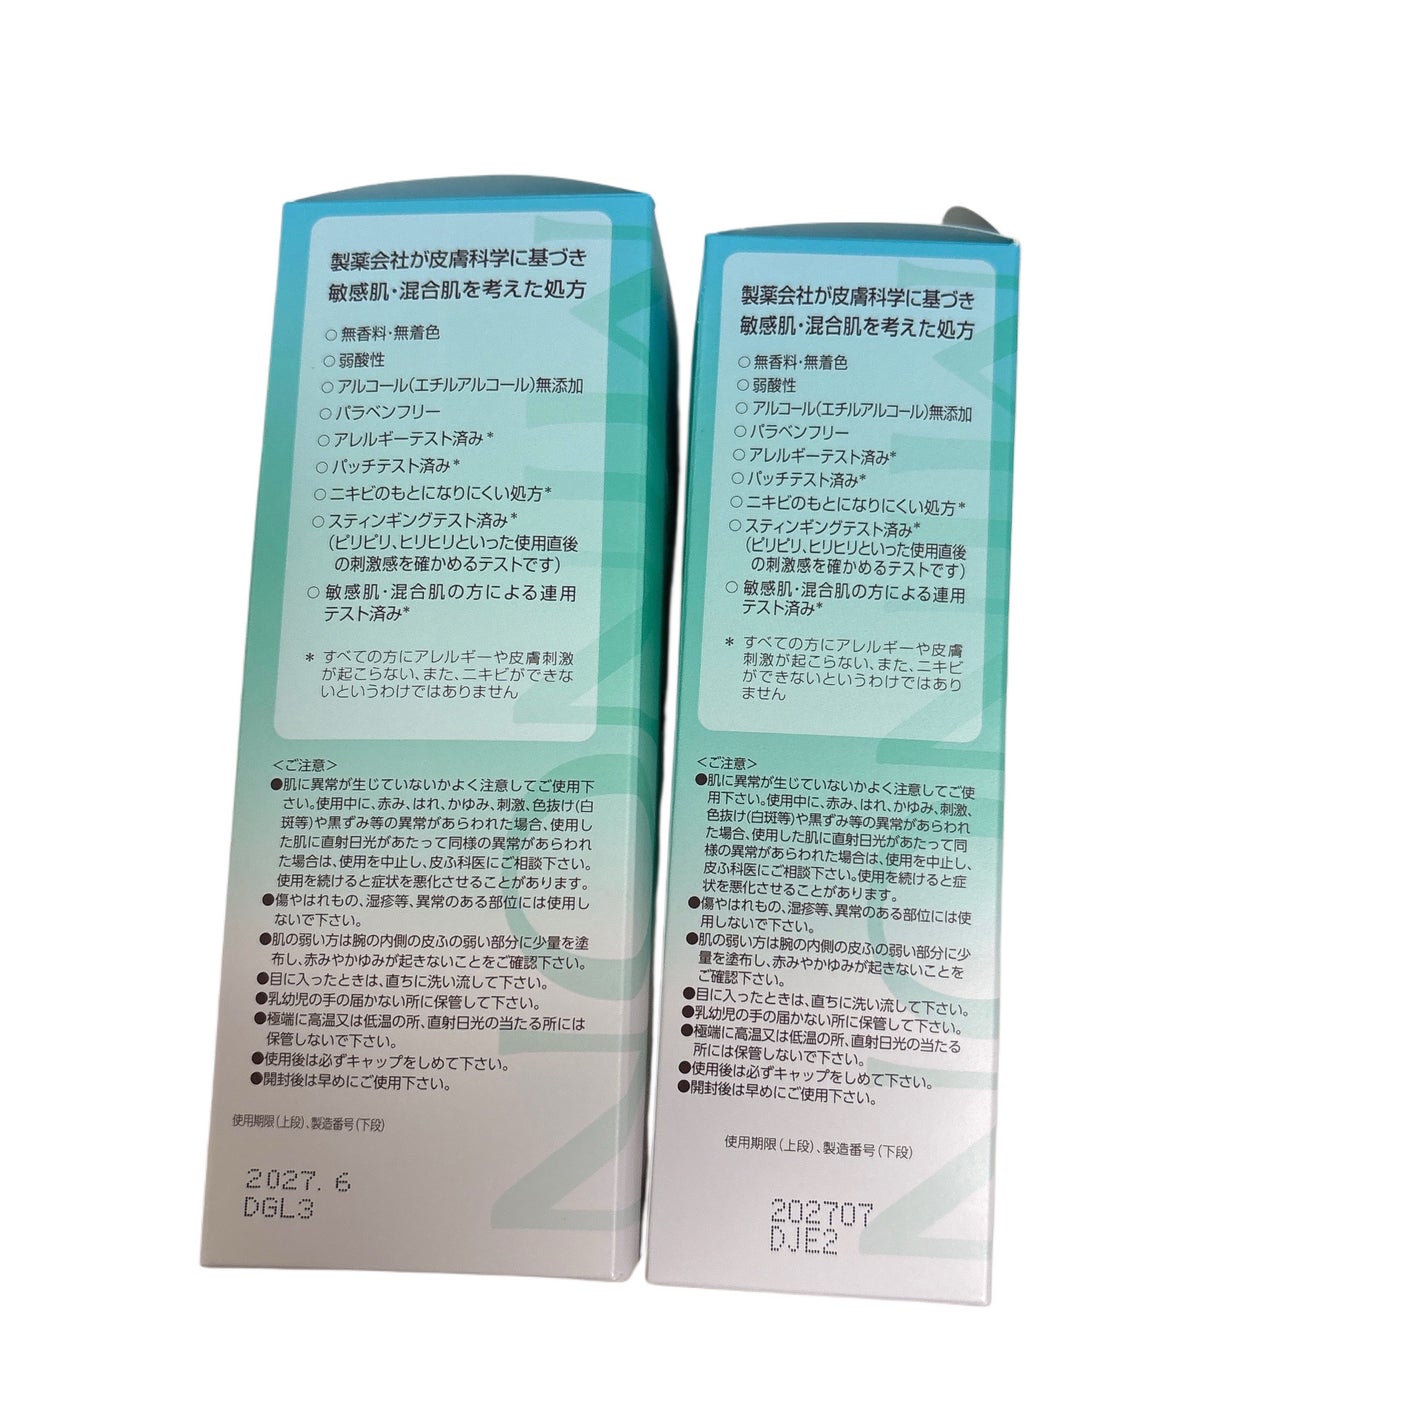 製薬会社が皮膚科学に基づき
敏感肌・混合肌を考えた処方
○無香料・無着色
○弱酸性
○アルコール(エチルアルコール)無添加
○パラベンフリー
○アレルギーテスト済み*
○パッチテスト済み*
○ニキビのもとになりにくい処方*
○スティンギングテスト済み*
(ピリピリ、ヒリヒリといった使用直後
の刺激感を確かめるテストです)
○敏感肌・混合肌の方による連用
テスト済み*
* すべての方にアレルギーや皮膚刺激
が起こらない、また、ニキビができな
いというわけではありません
<ご注意>
●肌に異常が生じていないかよく注意してご使用下
さい。使用中に、赤み、はれ、かゆみ、刺激、色抜け(白
斑等)や黒ずみ等の異常があらわれた場合、使用し
た肌に直射日光があたって同様の異常があらわれ
た場合は、使用を中止し、皮ふ科医にご相談下さい。
使用を続けると症状を悪化させることがあります。
●傷やはれもの、湿疹等、異常のある部位には使用し
ないで下さい。
●肌の弱い方は腕の内側の皮ふの弱い部分に少量を塗
布し、赤みやかゆみが起きないことをご確認下さい。
●目に入ったときは、直ちに洗い流して下さい。
●乳幼児の手の届かない所に保管して下さい。
●極端に高温又は低温の所、直射日光の当たる所には
保管しないで下さい。
●使用後は必ずキャップをしめて下さい。
●開封後は早めにご使用下さい。
使用期限(上段)、製造番号(下段)
2027. 6
DGL3
製薬会社が皮膚科学に基づき
敏感肌・混合肌を考えた処方
○無香料・無着色
○弱酸性
○アルコール(エチルアルコール)無添加
○パラベンフリー
○アレルギーテスト済み*
○パッチテスト済み*
○ニキビのもとになりにくい処方*
○スティンギングテスト済み*
(ピリピリ、ヒリヒリといった使用直後
の刺激感を確かめるテストです)
○敏感肌・混合肌の方による連用
テスト済み*
* すべての方にアレルギーや皮膚
刺激が起こらない、また、ニキビ
ができないというわけではあり
ません
<ご注意>
●肌に異常が生じていないかよく注意してご使
用下さい。使用中に、赤み、はれ、かゆみ、刺激、
色抜け(白斑等)や黒ずみ等の異常があらわれ
た場合、使用した肌に直射日光があたって同
様の異常があらわれた場合は、使用を中止し、
皮ふ科医にご相談下さい。使用を続けると症
状を悪化させることがあります。
●傷やはれもの、湿疹等、異常のある部位には使
用しないで下さい。
●肌の弱い方は腕の内側の皮ふの弱い部分に少
量を塗布し、赤みやかゆみが起きないことを
ご確認下さい。
●目に入ったときは、直ちに洗い流して下さい。
●乳幼児の手の届かない所に保管して下さい。
●極端に高温又は低温の所、直射日光の当たる
所には保管しないで下さい。
●使用後は必ずキャップをしめて下さい。
●開封後は早めにご使用下さい。
使用期限(上段)、製造番号(下段)
202707
DJE2